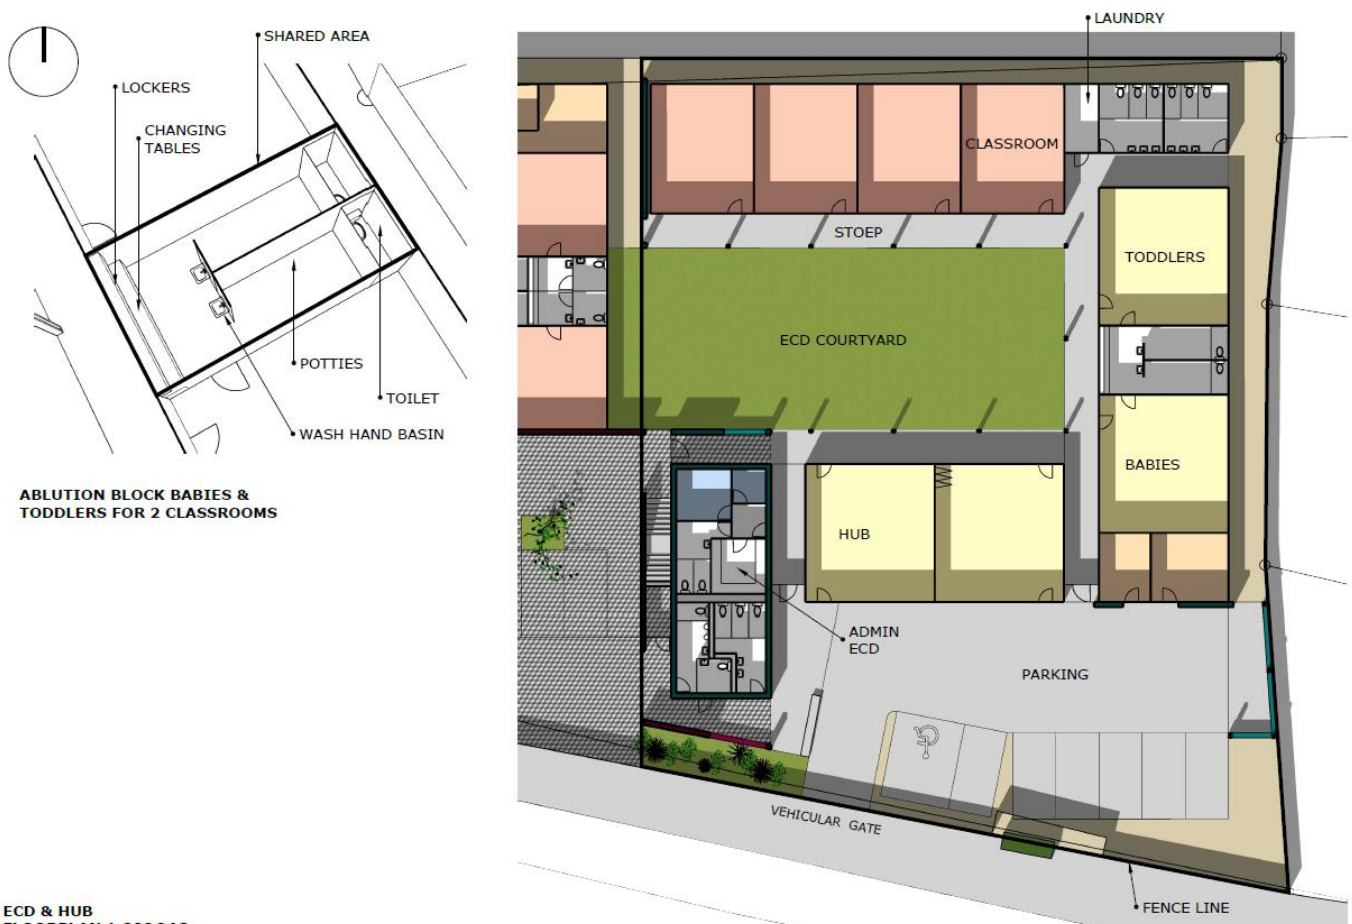 SHARED AREA
LOCKERS
CHANGING
TABLES
POTTIES
TOILET
WASH HAND BASIN
ABLUTION BLOCK BABIES &
TODDLERS FOR 2 CLASSROOMS
LAUNDRY
CLASSROOM
STOEP
TODDLERS
ECD COURTYARD
BABIES
HUB
ADMIN
ECD
PARKING
VEHICULAR GATE
FENCE LINE
ECD & HUB